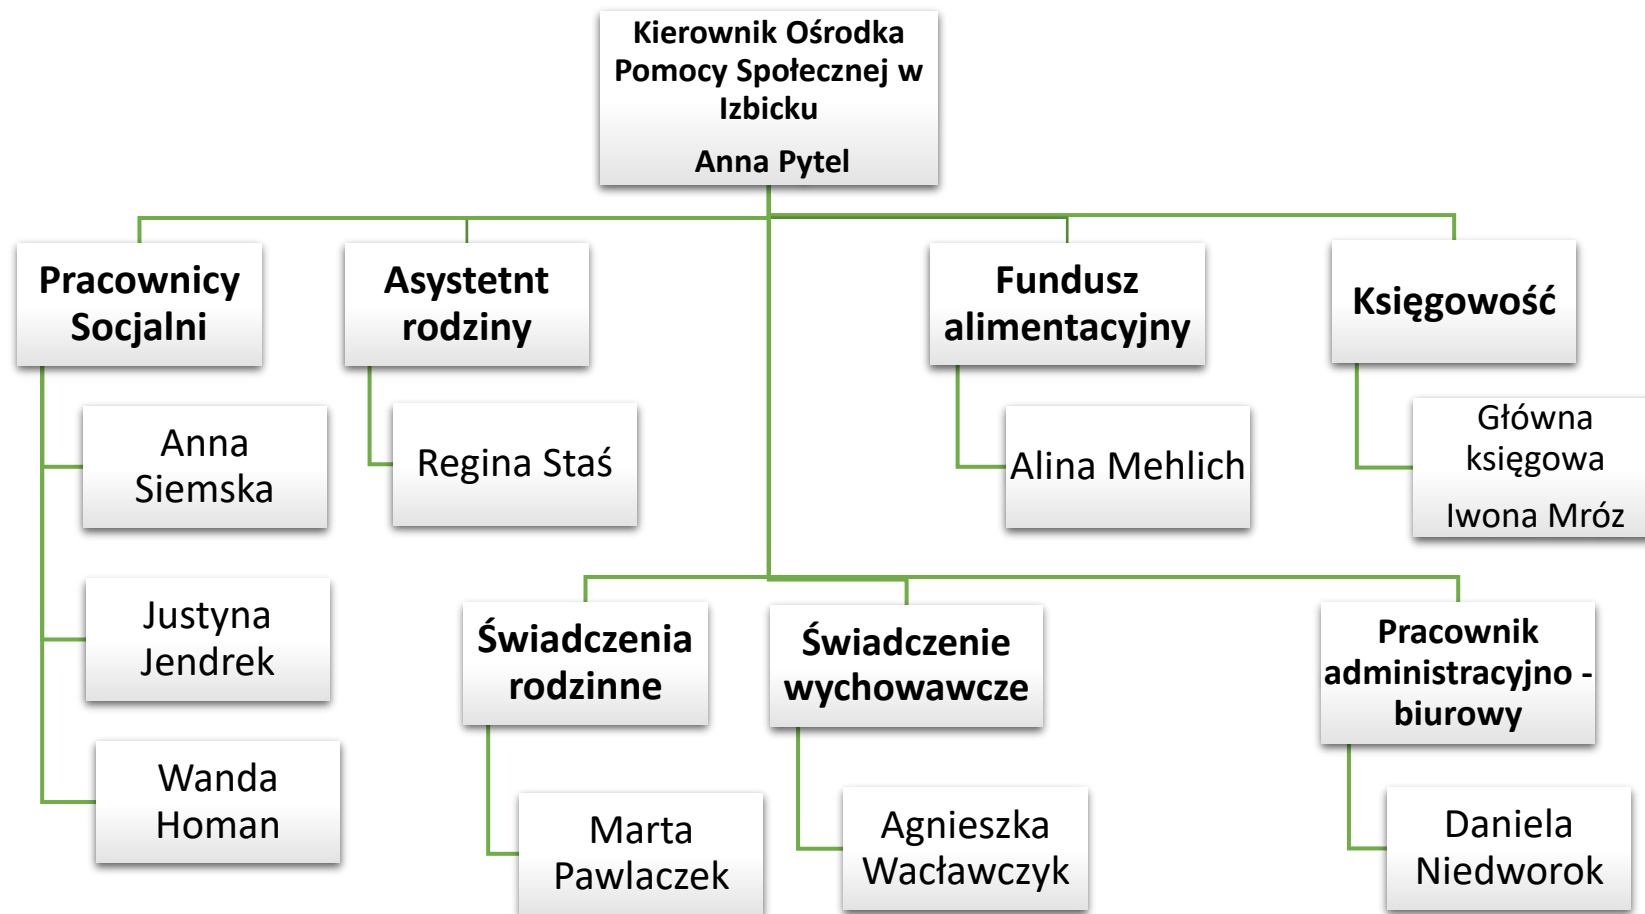 Kierownik Ośrodka
Pomocy Społecznej w
Izbicku
Anna Pytel
Pracownicy
Socjalni
Asystetnt
rodziny
Fundusz
alimentacyjny
Księgowość
Anna
Siemska
Regina Staś
Alina Mehlich
Główna
księgowa
Iwona Mróz
Justyna
Jendrek
Wanda
Homan
Świadczenia
rodzinne
Świadczenie
wychowawcze
Pracownik
administracyjno -
biurowy
Marta
Pawlaczek
Agnieszka
Wacławczyk
Daniela
Niedworok